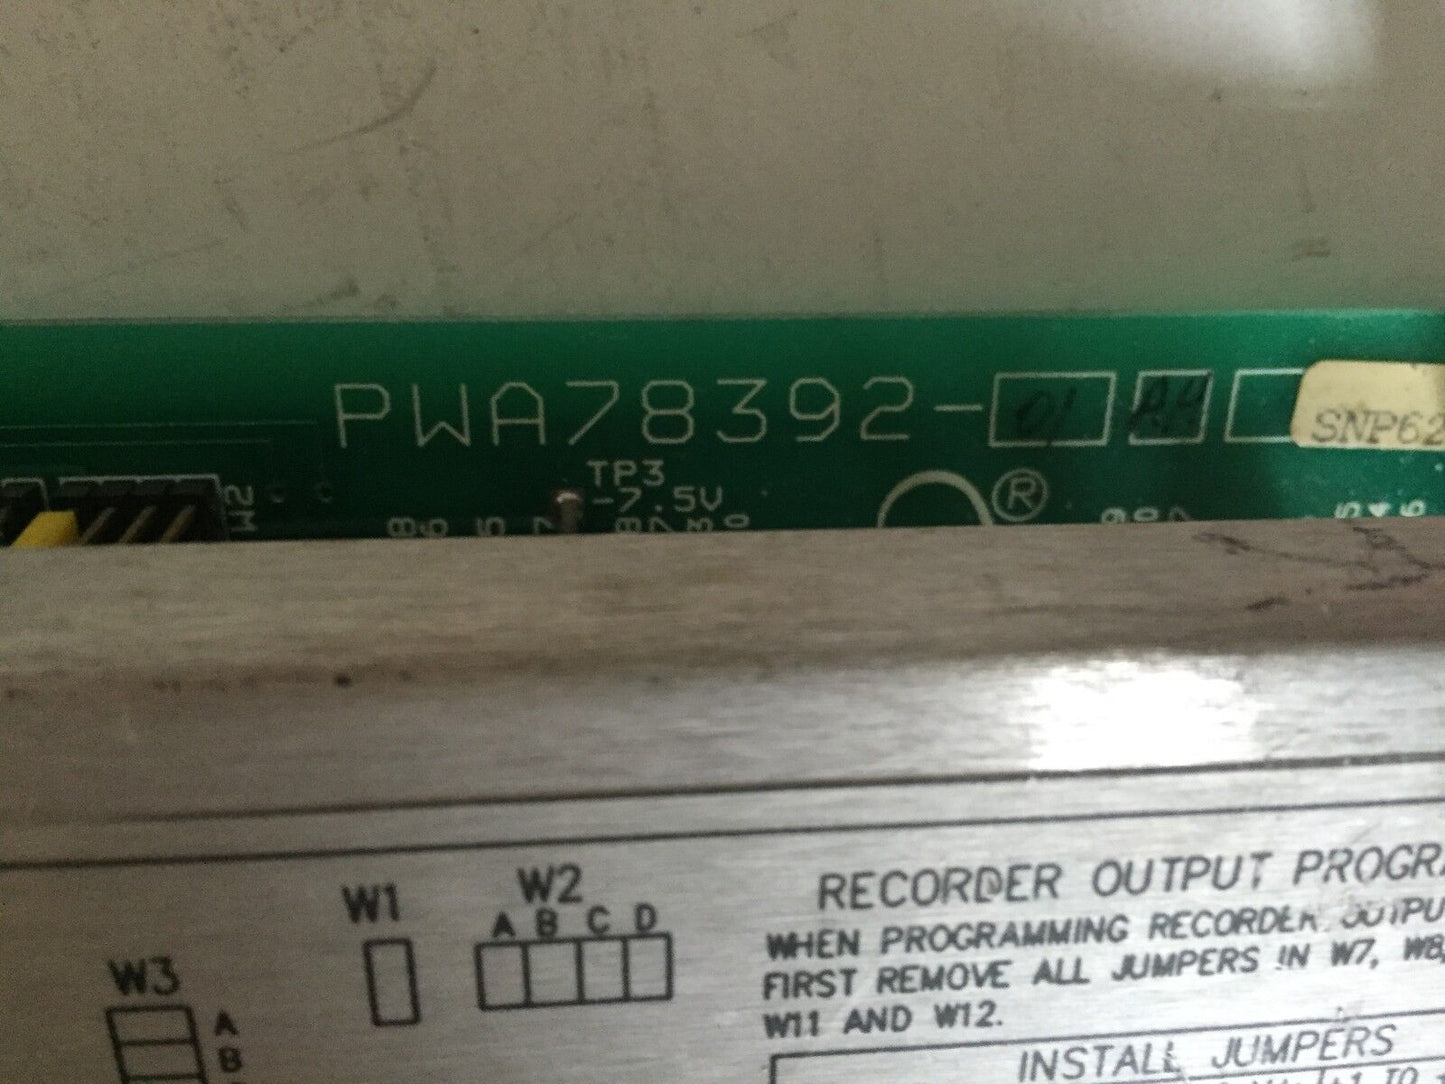 PWA78392-
01
SNP62
TP3
-7.5V
®
W2
W1
W2
A B C D
W3
A
B
RECORDER OUTPUT PROGRA
WHEN PROGRAMMING RECORDER OUTPU
FIRST REMOVE ALL JUMPERS IN W7, W8,
W11 AND W12.
INSTALL JUMPERS